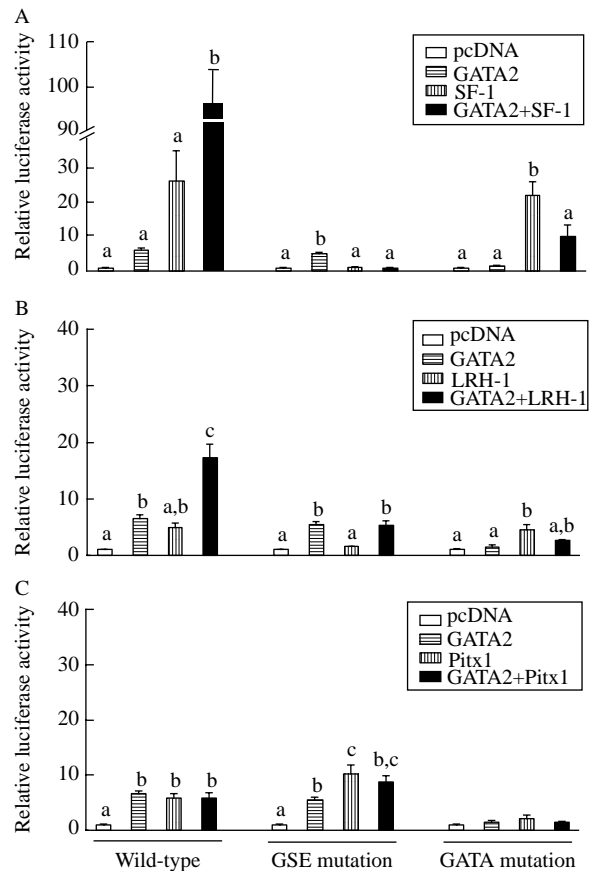 A
Relative luciferase activity
110
100
90
30
20
10
0
pcDNA
GATA2
SF-1
GATA2+SF-1
a
a
a
b
a
b
a
a
a
a
b
a
B
Relative luciferase activity
40
30
20
10
0
pcDNA
GATA2
LRH-1
GATA2+LRH-1
a
b
a,b
c
a
b
a
b
a
a
b
a,b
C
Relative luciferase activity
40
30
20
10
0
pcDNA
GATA2
Pitx1
GATA2+Pitx1
a
b
b
b
a
b
c
b,c
Wild-type
GSE mutation
GATA mutation